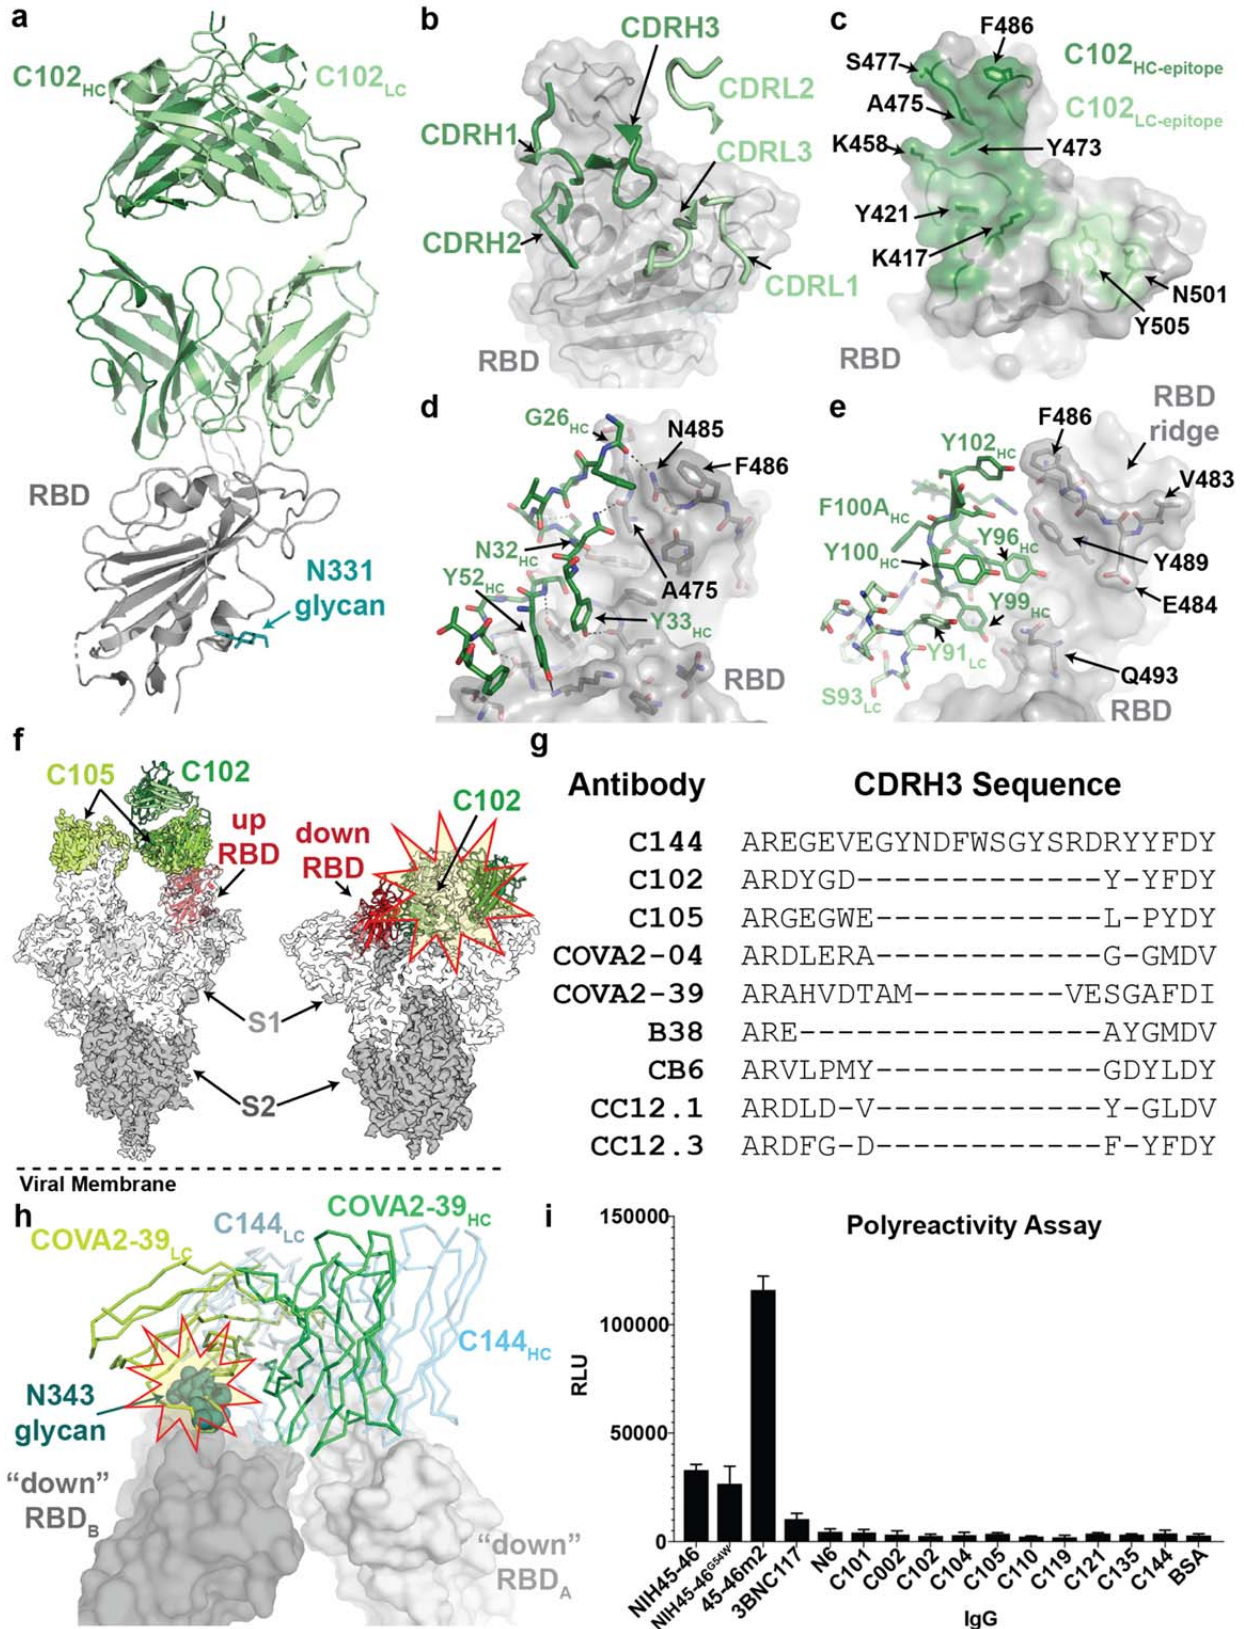 a
C102HC
C102LC
RBD
N331
glycan
b
CDRH3
CDRL2
CDRH1
CDRL3
CDRH2
CDRL1
RBD
c
F486
S477
C102HC-epitope
A475
C102LC-epitope
K458
Y473
Y421
K417
N501
Y505
RBD
d
G26HC
N485
F486
N32HC
A475
Y52HC
Y33HC
RBD
e
F486
RBD
ridge
Y102HC
V483
F100AHC
Y96HC
Y100HC
Y489
E484
Y99HC
Y91LC
Q493
S93LC
RBD
f
C105
C102
up
RBD
down
RBD
C102
S1
S2
Viral Membrane
g
Antibody CDRH3 Sequence
C144 AREGEVEGYNDFWSGYSRDRYYFDY
C102 ARDYGD-------------Y-YFDY
C105 ARGEGWE------------L-PYDY
COVA2-04 ARDLERA------------G-GMDV
COVA2-39 ARAHVDTAM--------VESGAFDI
B38 ARE----------------AYGMDV
CB6 ARVLPMY------------GDYLDY
CC12.1 ARDLD-V------------Y-GLDV
CC12.3 ARDFG-D------------F-YFDY
h
COVA2-39HC
C144LC
COVA2-39LC
C144HC
N343
glycan
"down"
RBDB
"down"
RBDA
i
Polyreactivity Assay
150000
100000
50000
0
RLU
NIH45-46
NIH45-46G54W
45-46m2
3BNC117
N6
C101
C002
C102
C104
C105
C110
C119
C121
C135
C144
BSA
IgG